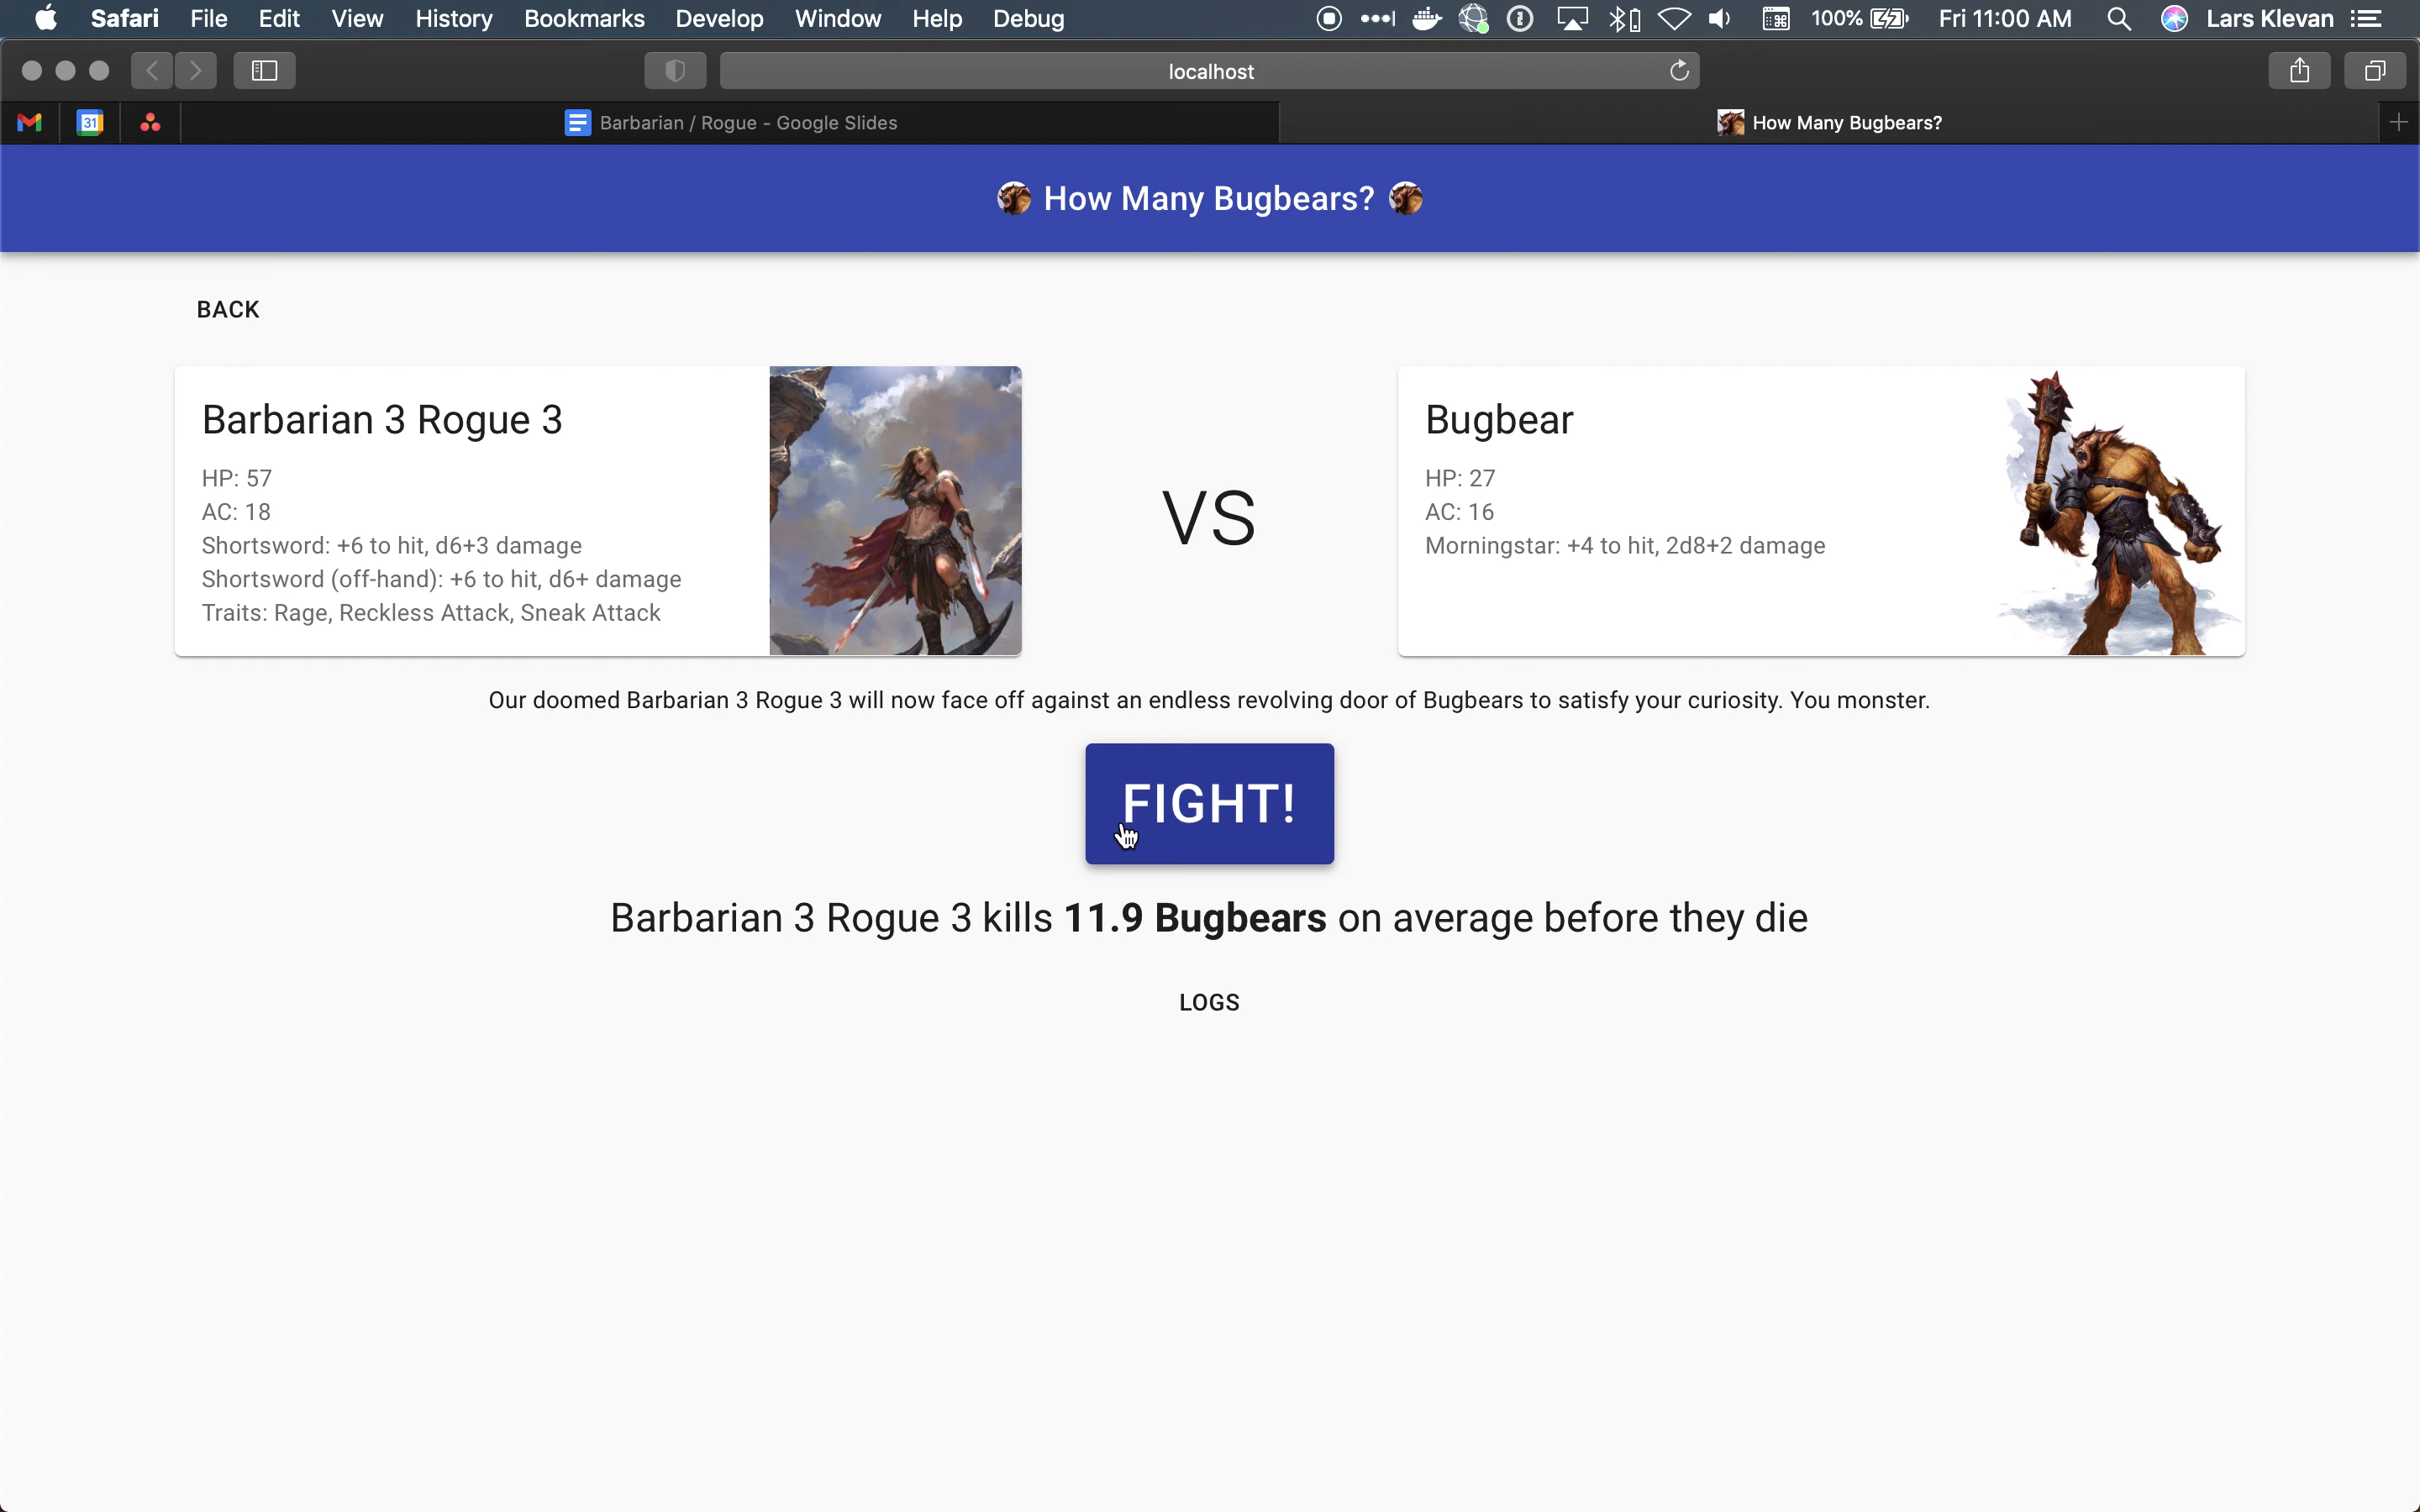 Safari File Edit View History Bookmarks Develop Window Help Debug 100% Fri 11:00 AM Lars Klevan
localhost
31 Barbarian / Rogue - Google Slides How Many Bugbears?
How Many Bugbears?
BACK
Barbarian 3 Rogue 3
HP: 57
AC: 18
Shortsword: +6 to hit, d6+3 damage
Shortsword (off-hand): +6 to hit, d6+ damage
Traits: Rage, Reckless Attack, Sneak Attack
VS
Bugbear
HP: 27
AC: 16
Morningstar: +4 to hit, 2d8+2 damage
Our doomed Barbarian 3 Rogue 3 will now face off against an endless revolving door of Bugbears to satisfy your curiosity. You monster.
FIGHT!
Barbarian 3 Rogue 3 kills 11.9 Bugbears on average before they die
LOGS